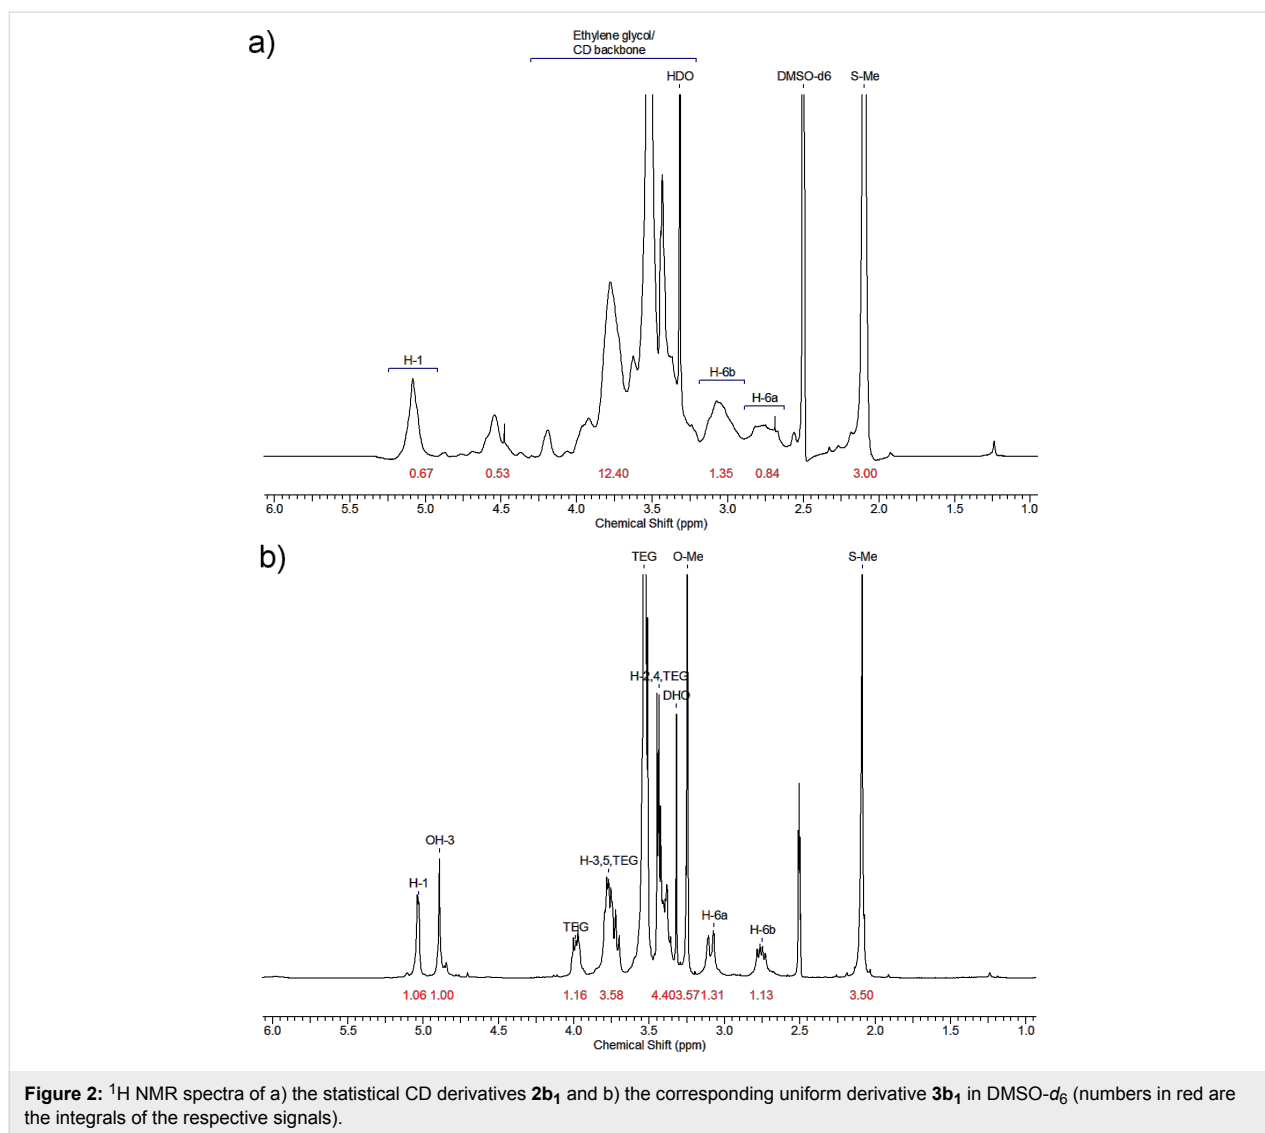 a)
Ethylene glycol/
CD backbone
HDO
DMSO-d6
S-Me
H-1
H-6b
H-6a
0.67 0.53 12.40 1.35 0.84 3.00
6.0 5.5 5.0 4.5 4.0 3.5 3.0 2.5 2.0 1.5 1.0
Chemical Shift (ppm)
b)
TEG O-Me S-Me
H-2,4,TEG
DHO
OH-3
H-3,5,TEG
H-1
TEG
H-6a
H-6b
1.06 1.00 1.16 3.58 4.40 3.57 1.31 1.13 3.50
6.0 5.5 5.0 4.5 4.0 3.5 3.0 2.5 2.0 1.5 1.0
Chemical Shift (ppm)
Figure 2: ¹H NMR spectra of a) the statistical CD derivatives 2b₁ and b) the corresponding uniform derivative 3b₁ in DMSO-d₆ (numbers in red are
the integrals of the respective signals).